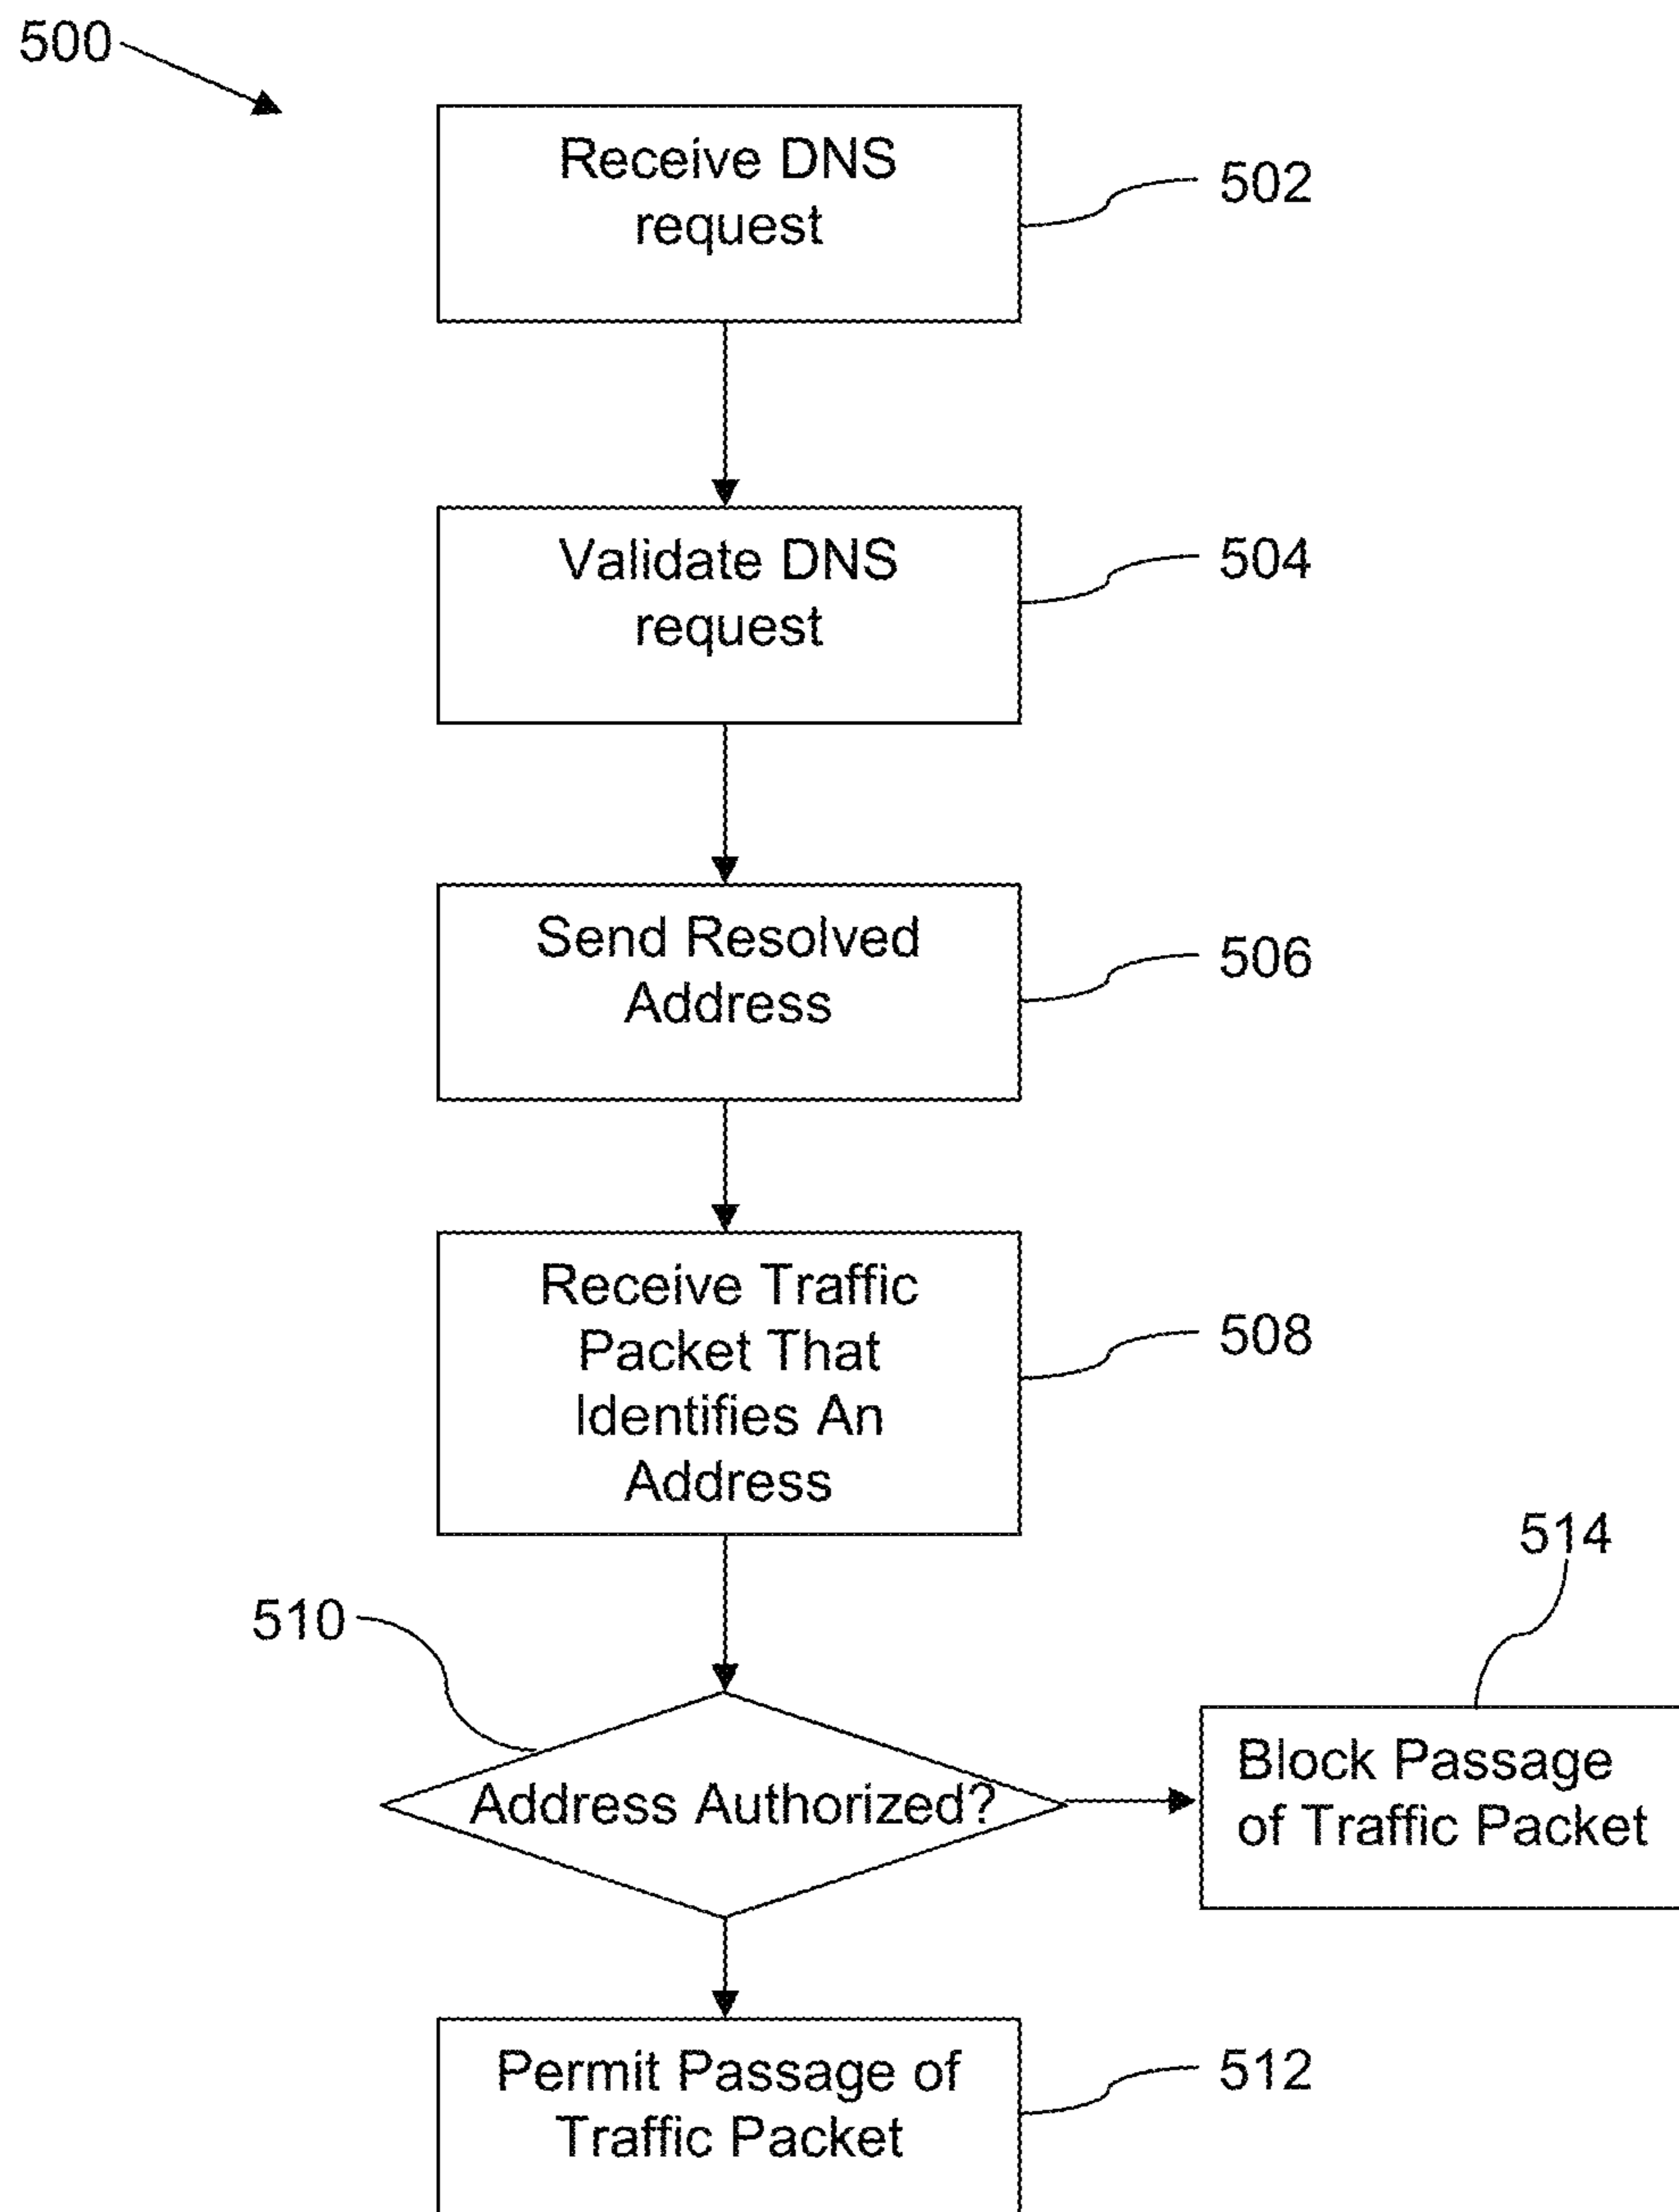 500
Receive DNS
request
502
Validate DNS
request
504
Send Resolved
Address
506
Receive Traffic
Packet That
Identifies An
Address
508
510
Address Authorized?
514
Block Passage
of Traffic Packet
Permit Passage of
Traffic Packet
512